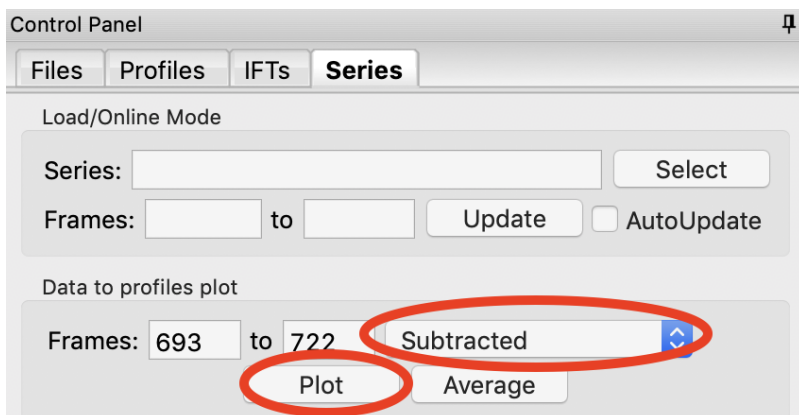 Control Panel
Files Profiles IFTs Series
Load/Online Mode
Series: Select
Frames: to Update AutoUpdate
Data to profiles plot
Frames: 693 to 722 Subtracted
Plot Average